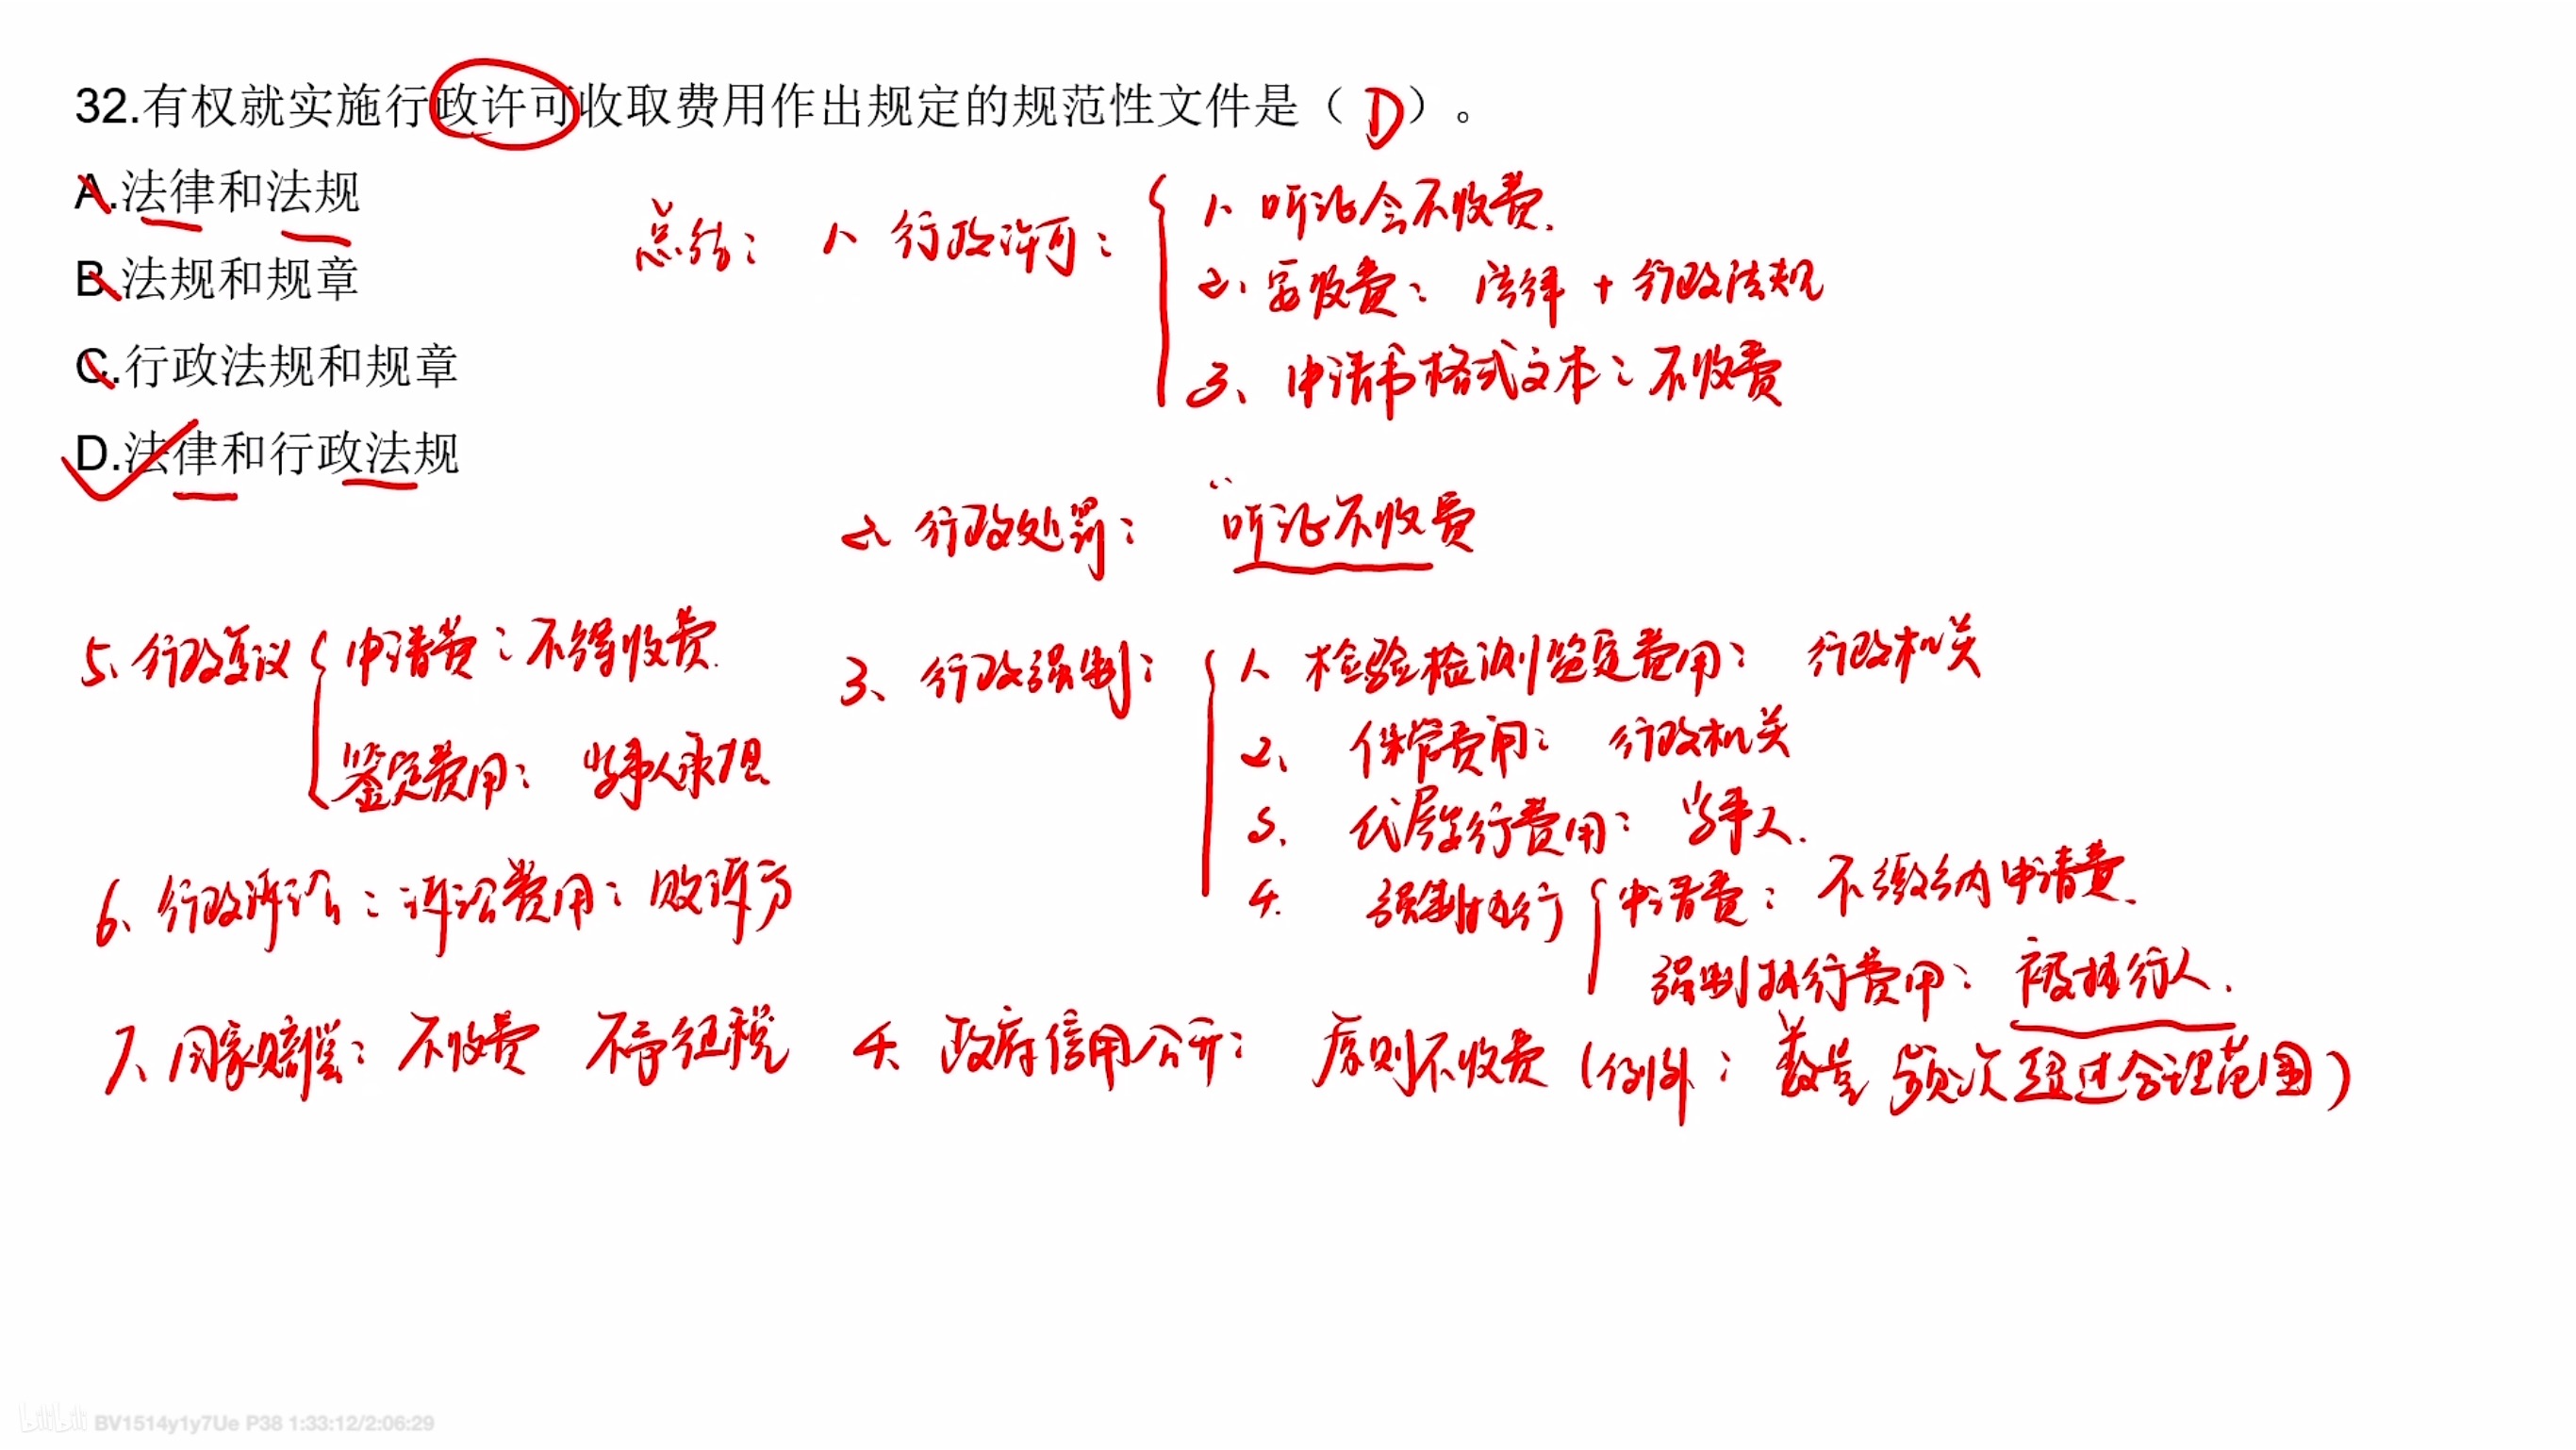 32.有权就实施行政许可收取费用作出规定的规范性文件是（ D ）。
A.法律和法规
B.法规和规章
C.行政法规和规章
D.法律和行政法规
总结：1、行政许可：
1、听证会不收费.
2、要收费：法律+行政法规
3、申请书格式文本：不收费
2、行政处罚：听证不收费
3、行政强制：
1、检验检测鉴定费用：行政机关
2、保管费用：行政机关
3、代履行费用：当事人.
4. 强制执行
申请费：不缴纳申请费.
强制执行费用：被执行人.
4、政府信用公开：原则不收费（例外：数量 频次超过合理范围）
5、行政复议
申请费：不得收费.
鉴定费用：当事人承担
6、行政诉讼：诉讼费用：败诉方
7、国家赔偿：不收费 不予征税
bilibili BV1514y1y7Ue P38 1:33:12/2:06:29